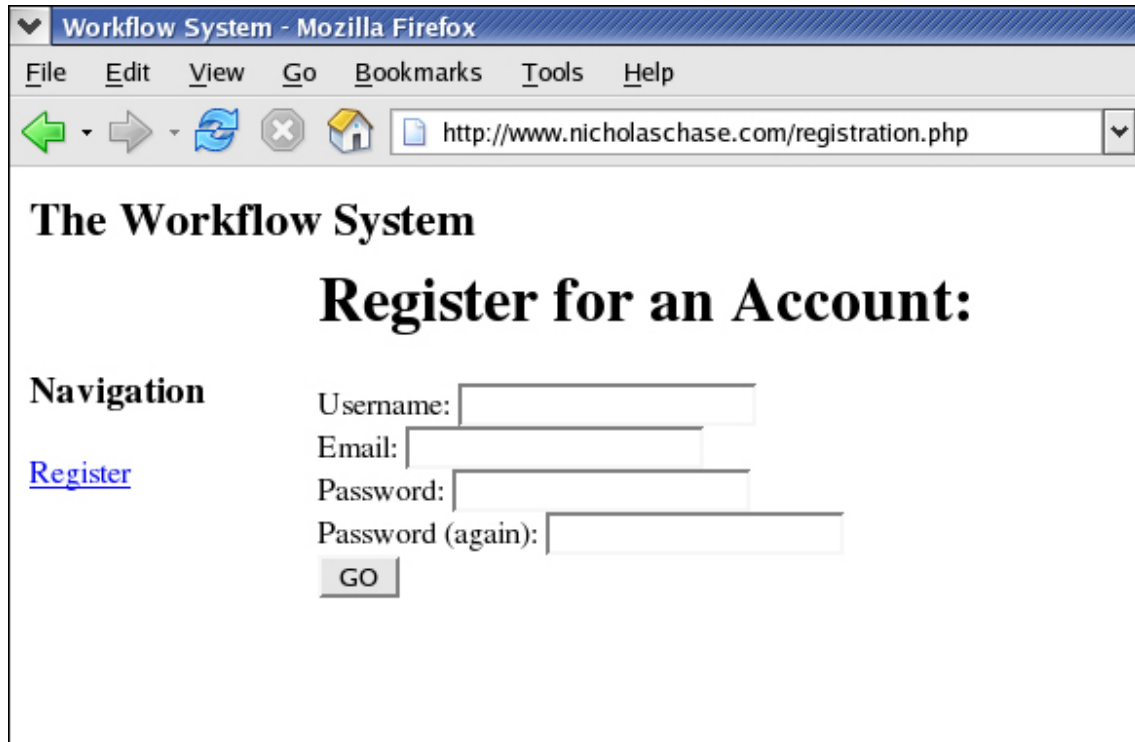 Workflow System - Mozilla Firefox
File Edit View Go Bookmarks Tools Help
http://www.nicholaschase.com/registration.php
The Workflow System
Register for an Account:
Navigation
Register
Username:
Email:
Password:
Password (again):
GO